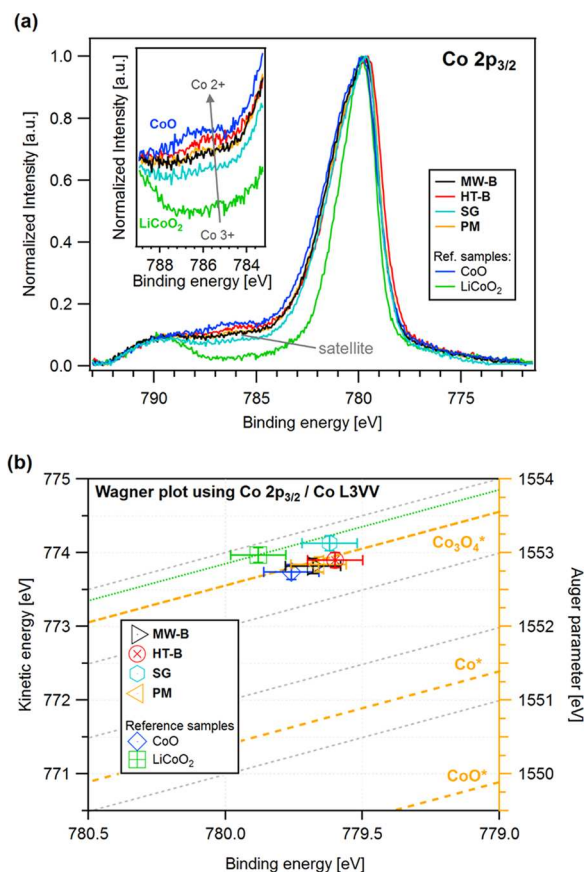 (a)
Co 2p3/2
Normalized Intensity [a.u.]
1.0
0.8
0.6
0.4
0.2
0.0
790
785
780
775
Binding energy [eV]
Normalized Intensity [a.u.]
CoO
Co 2+
LiCoO2
Co 3+
788
786
784
Binding energy [eV]
satellite
MW-B
HT-B
SG
PM
Ref. samples:
CoO
LiCoO2
(b)
Wagner plot using Co 2p3/2 / Co L3VV
Kinetic energy [eV]
775
774
773
772
771
780.5
780.0
779.5
779.0
Binding energy [eV]
1554
1553
1552
1551
1550
Auger parameter [eV]
Co3O4*
Co*
CoO*
MW-B
HT-B
SG
PM
Reference samples
CoO
LiCoO2